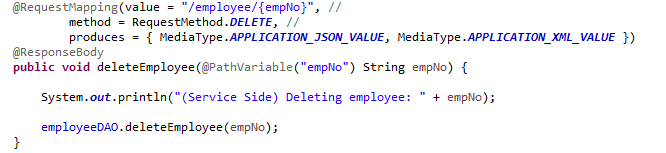 @RequestMapping(value = "/employee/{empNo}", //
        method = RequestMethod.DELETE, //
        produces = { MediaType.APPLICATION_JSON_VALUE, MediaType.APPLICATION_XML_VALUE })
@ResponseBody
public void deleteEmployee(@PathVariable("empNo") String empNo) {
    System.out.println("(Service Side) Deleting employee: " + empNo);
    employeeDAO.deleteEmployee(empNo);
}